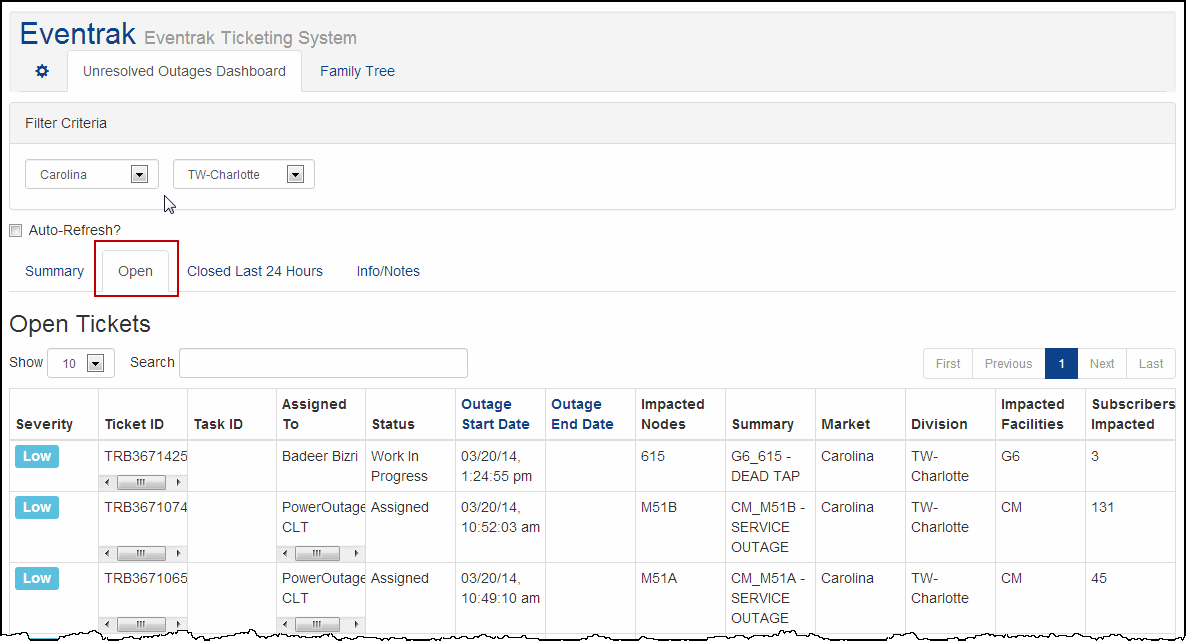 Eventrak Eventrak Ticketing System
Unresolved Outages Dashboard Family Tree
Filter Criteria
Carolina TW-Charlotte
Auto-Refresh?
Summary Open Closed Last 24 Hours Info/Notes
Open Tickets
Show 10 Search First Previous 1 Next Last
Severity Ticket ID Task ID Assigned To Status Outage Start Date Outage End Date Impacted Nodes Summary Market Division Impacted Facilities Subscribers Impacted
Low TRB3671425 Badeer Bizri Work In Progress 03/20/14, 1:24:55 pm 615 G6_615 - DEAD TAP Carolina TW-Charlotte G6 3
Low TRB3671074 PowerOutage CLT Assigned 03/20/14, 10:52:03 am M51B CM_M51B - SERVICE OUTAGE Carolina TW-Charlotte CM 131
Low TRB3671065 PowerOutage CLT Assigned 03/20/14, 10:49:10 am M51A CM_M51A - SERVICE OUTAGE Carolina TW-Charlotte CM 45